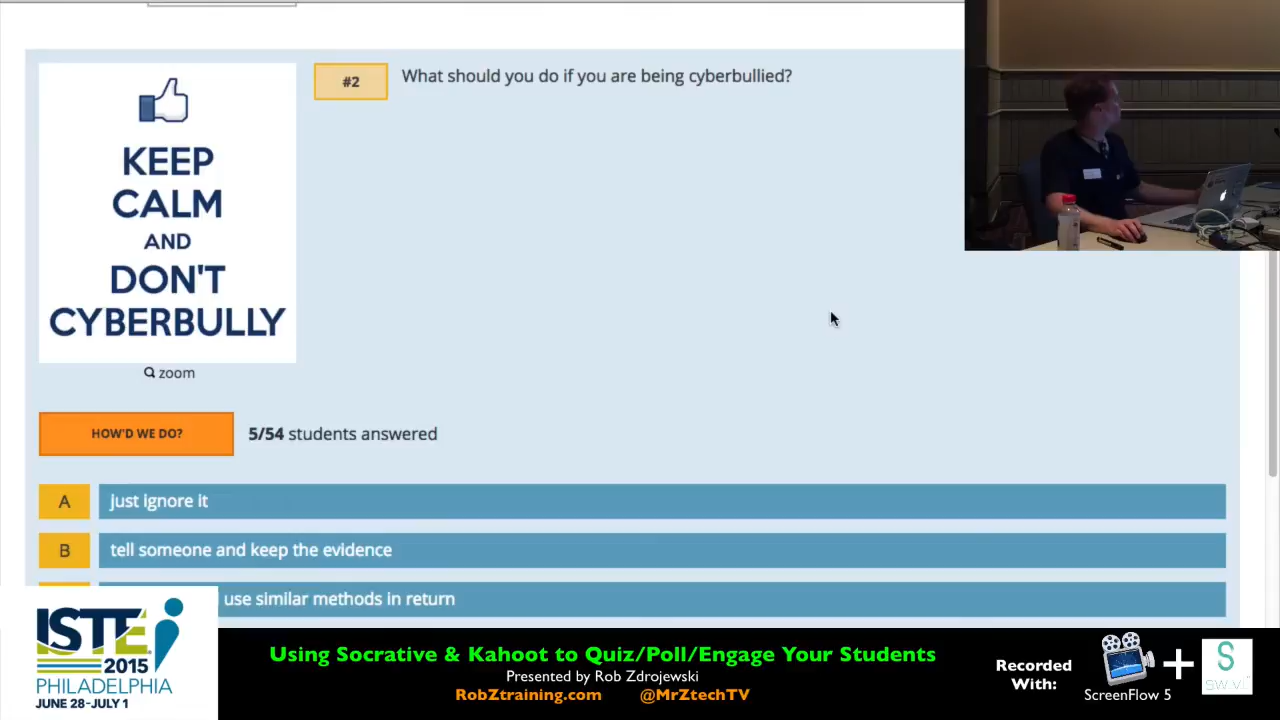 KEEP
CALM
AND
DON'T
CYBERBULLY
zoom
#2
What should you do if you are being cyberbullied?
HOW'D WE DO?
5/54 students answered
A
just ignore it
B
tell someone and keep the evidence
use similar methods in return
ISTE
2015
PHILADELPHIA
JUNE 28-JULY 1
Using Socrative & Kahoot to Quiz/Poll/Engage Your Students
Presented by Rob Zdrojewski
RobZtraining.com @MrZtechTV
Recorded
With:
ScreenFlow 5
+
S
SWIVL